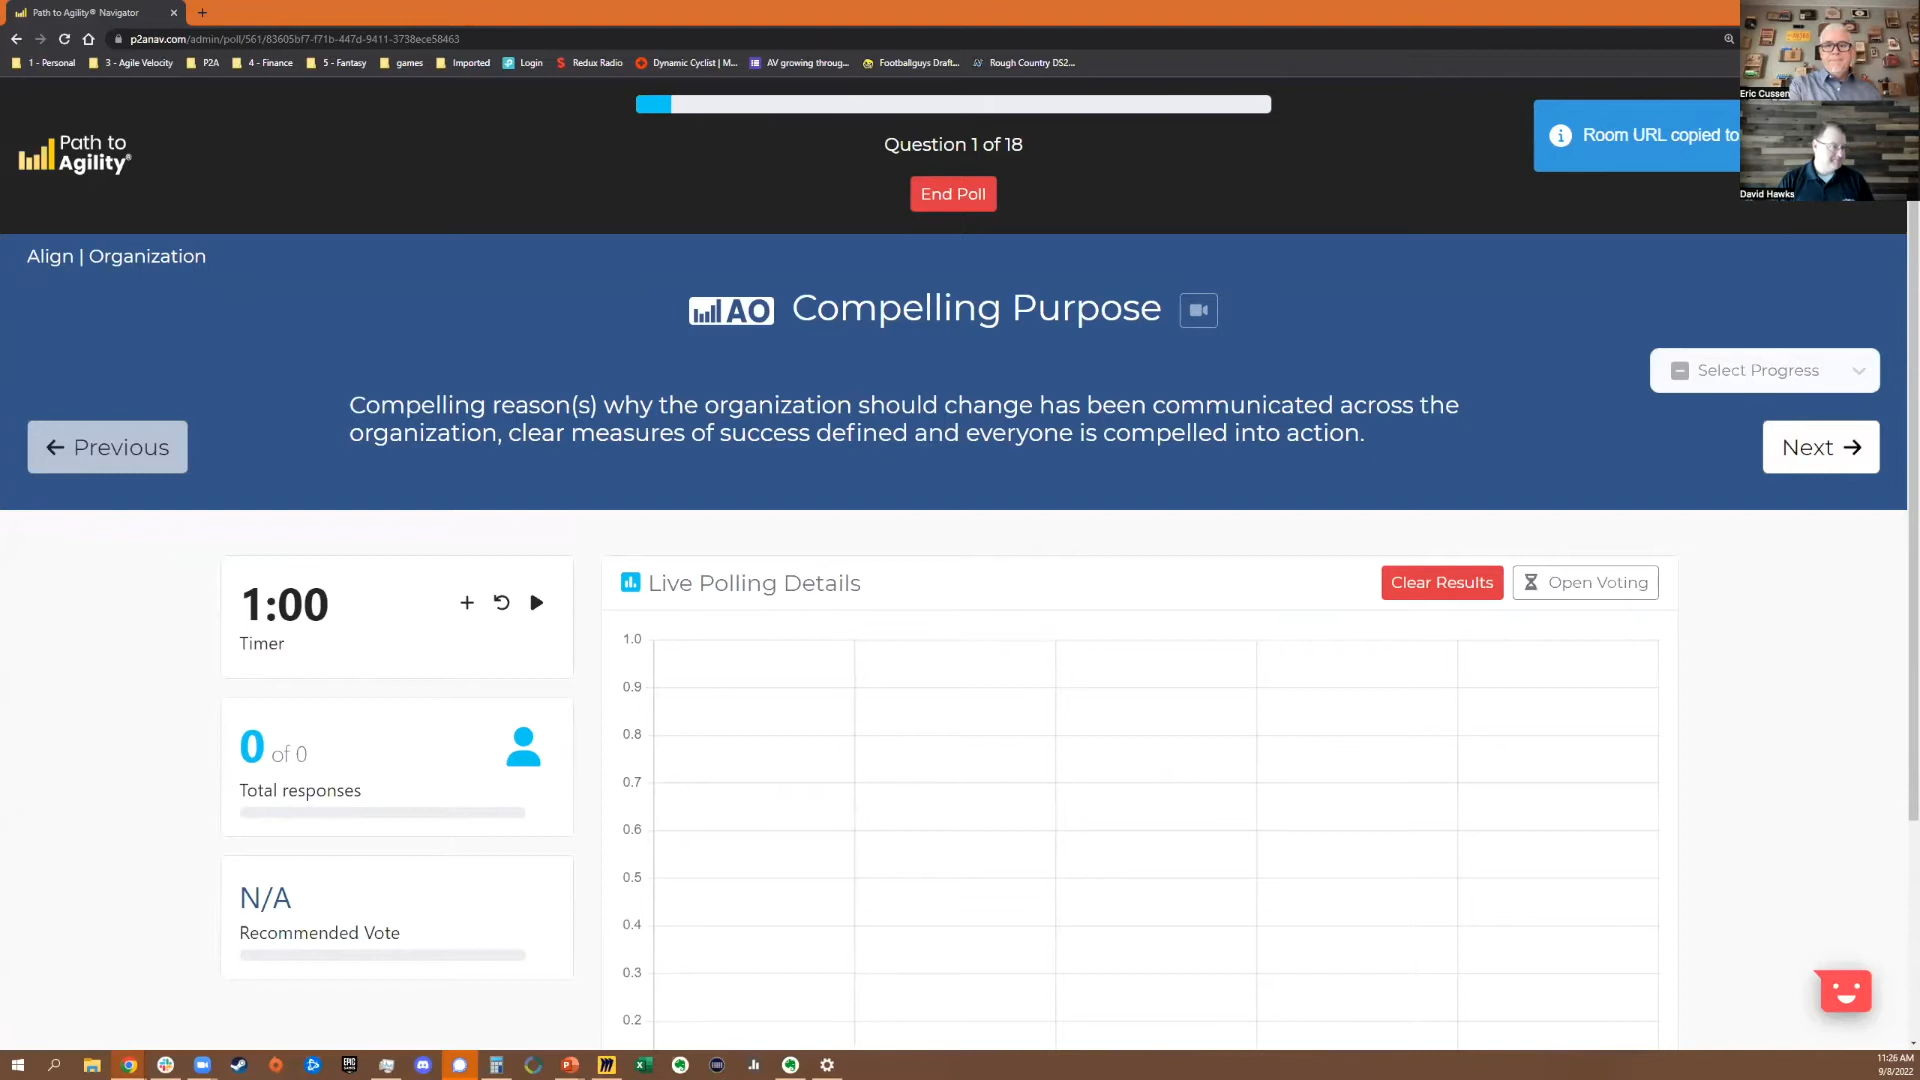 Path to Agility® Navigator
p2anav.com/admin/poll/561/83605bf7-f71b-447d-9411-3738ece58463
1 - Personal
3 - Agile Velocity
P2A
4 - Finance
5 - Fantasy
games
Imported
Login
Redux Radio
Dynamic Cyclist | M...
AV growing throug...
Footballguys Draft...
Rough Country DS2...
Eric Cussen
David Hawks
Path to
Agility®
Question 1 of 18
End Poll
Room URL copied to
Align | Organization
AO Compelling Purpose
Select Progress
Compelling reason(s) why the organization should change has been communicated across the
organization, clear measures of success defined and everyone is compelled into action.
Previous
Next
1:00
Timer
0 of 0
Total responses
N/A
Recommended Vote
Live Polling Details
Clear Results
Open Voting
1.0
0.9
0.8
0.7
0.6
0.5
0.4
0.3
0.2
EPIC
11:26 AM
9/8/2022